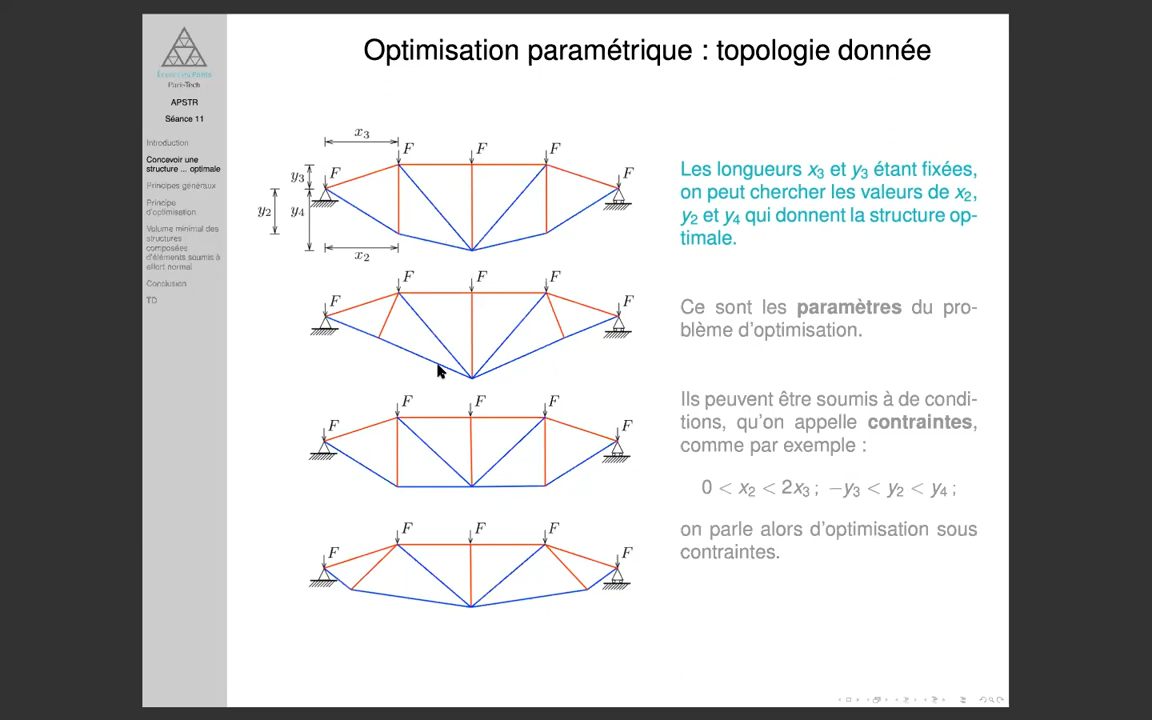 Optimisation paramétrique : topologie donnée
École des Ponts
ParisTech
APSTR
Séance 11
Introduction
Concevoir une
structure ... optimale
Principes généraux
Principe
d'optimisation
Volume minimal des
structures
composées
d'éléments soumis à
effort normal
Conclusion
TD
x3
F F F
y3 F F
y2 y4
x2
F F F
F F
F F F
F F
F F F
F F
Les longueurs x3 et y3 étant fixées,
on peut chercher les valeurs de x2,
y2 et y4 qui donnent la structure op-
timale.
Ce sont les paramètres du pro-
blème d'optimisation.
Ils peuvent être soumis à de condi-
tions, qu'on appelle contraintes,
comme par exemple :
0 < x2 < 2x3 ; −y3 < y2 < y4 ;
on parle alors d'optimisation sous
contraintes.